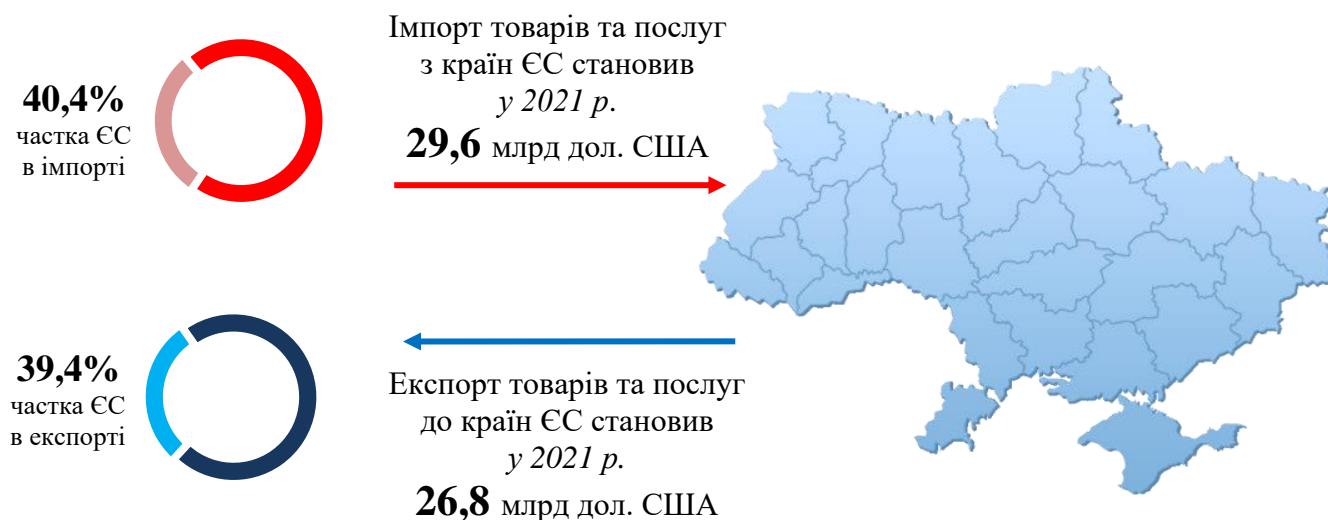 40,4%
частка ЄС
в імпорті
Імпорт товарів та послуг
з країн ЄС становив
у 2021 р.
29,6 млрд дол. США
39,4%
частка ЄС
в експорті
Експорт товарів та послуг
до країн ЄС становив
у 2021 р.
26,8 млрд дол. США